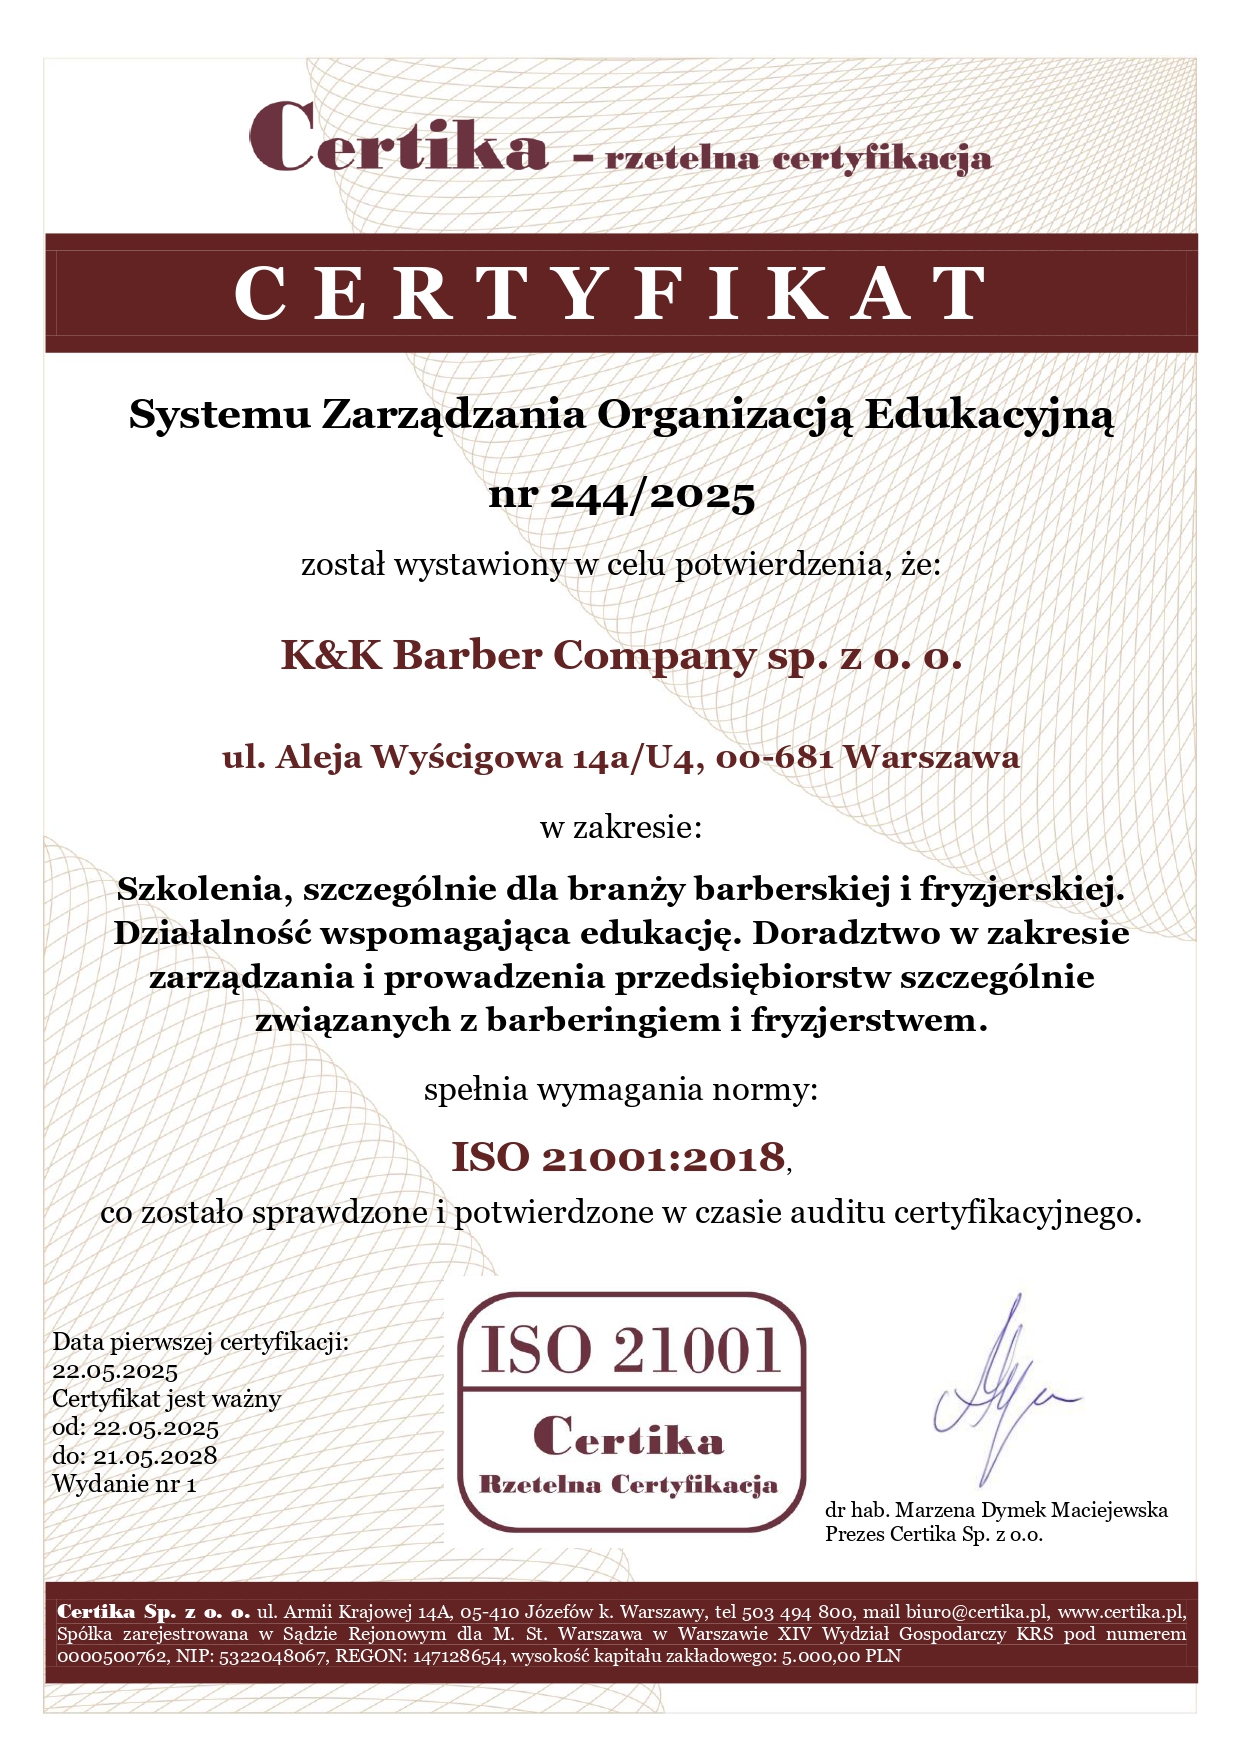 Certika – rzetelna certyfikacja
CERTYFIKAT
Systemu Zarządzania Organizacją Edukacyjną
nr 244/2025
został wystawiony w celu potwierdzenia, że:
K&K Barber Company sp. z o. o.
ul. Aleja Wyścigowa 14a/U4, 00-681 Warszawa
w zakresie:
Szkolenia, szczególnie dla branży barberskiej i fryzjerskiej.
Działalność wspomagająca edukację. Doradztwo w zakresie
zarządzania i prowadzenia przedsiębiorstw szczególnie
związanych z barberingiem i fryzjerstwem.
spełnia wymagania normy:
ISO 21001:2018,
co zostało sprawdzone i potwierdzone w czasie auditu certyfikacyjnego.
Data pierwszej certyfikacji:
22.05.2025
Certyfikat jest ważny
od: 22.05.2025
do: 21.05.2028
Wydanie nr 1
ISO 21001
Certika
Rzetelna Certyfikacja
dr hab. Marzena Dymek Maciejewska
Prezes Certika Sp. z o.o.
Certika Sp. z o. o. ul. Armii Krajowej 14A, 05-410 Józefów k. Warszawy, tel 503 494 800, mail biuro@certika.pl, www.certika.pl,
Spółka zarejestrowana w Sądzie Rejonowym dla M. St. Warszawa w Warszawie XIV Wydział Gospodarczy KRS pod numerem
0000500762, NIP: 5322048067, REGON: 147128654, wysokość kapitału zakładowego: 5.000,00 PLN